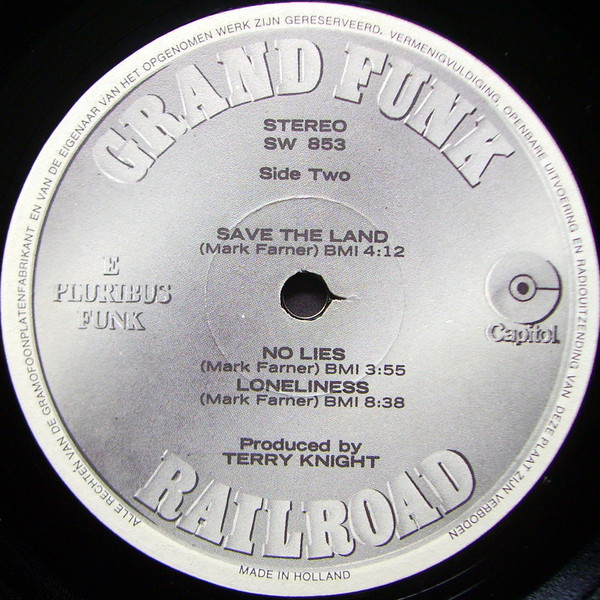 ALLE RECHTEN VAN DE GRAMOFOONPLATENFABRIKANT EN VAN DE EIGENAAR VAN HET OPGENOMEN WERK ZIJN GERESERVEERD. VERMENIGVULDIGING, OPENBARE UITVOERING EN RADIOUITZENDING VAN DEZE PLAAT ZIJN VERBODEN
GRAND FUNK
STEREO
SW 853
Side Two
SAVE THE LAND
(Mark Farner) BMI 4:12
E
PLURIBUS
FUNK
Capitol
NO LIES
(Mark Farner) BMI 3:55
LONELINESS
(Mark Farner) BMI 8:38
Produced by
TERRY KNIGHT
RAILROAD
MADE IN HOLLAND